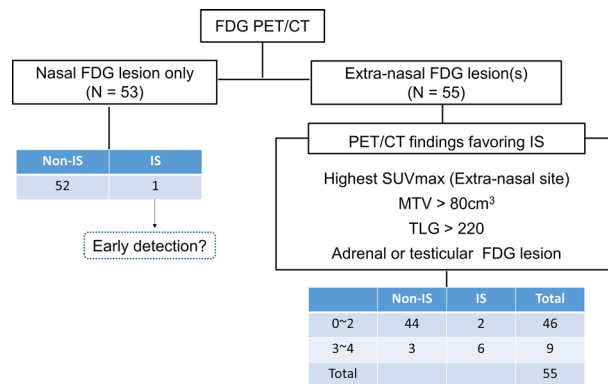 FDG PET/CT
Nasal FDG lesion only
(N = 53)
Extra-nasal FDG lesion(s)
(N = 55)
Non-IS IS
52 1
Early detection?
PET/CT findings favoring IS
Highest SUVmax (Extra-nasal site)
MTV > 80cm³
TLG > 220
Adrenal or testicular FDG lesion
Non-IS IS Total
0~2 44 2 46
3~4 3 6 9
Total 55